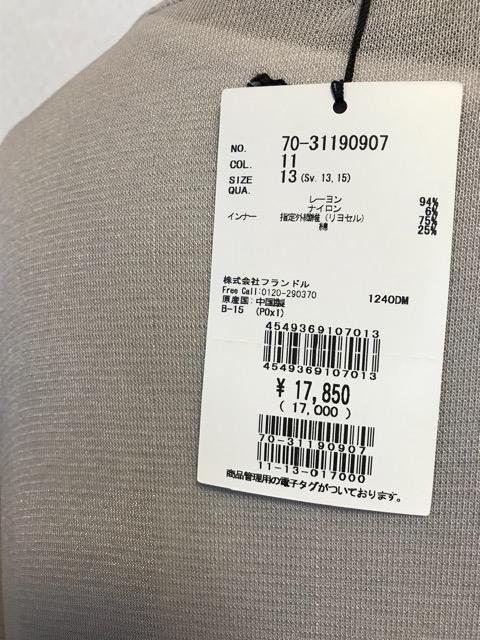 NO. 70-31190907
COL. 11
SIZE 13 (Sv. 13, 15)
QUA.
レーヨン 94%
ナイロン 6%
インナー 指定外繊維 (リヨセル) 75%
綿 25%
株式会社フランドル
Free Call:0120-290370 1240DM
原産国: 中国製
B-15 (POxl)
4549369107013
4549369107013
¥ 17,850
( 17,000 )
70-31190907
11-13-017000
商品管理用の電子タグがついております。